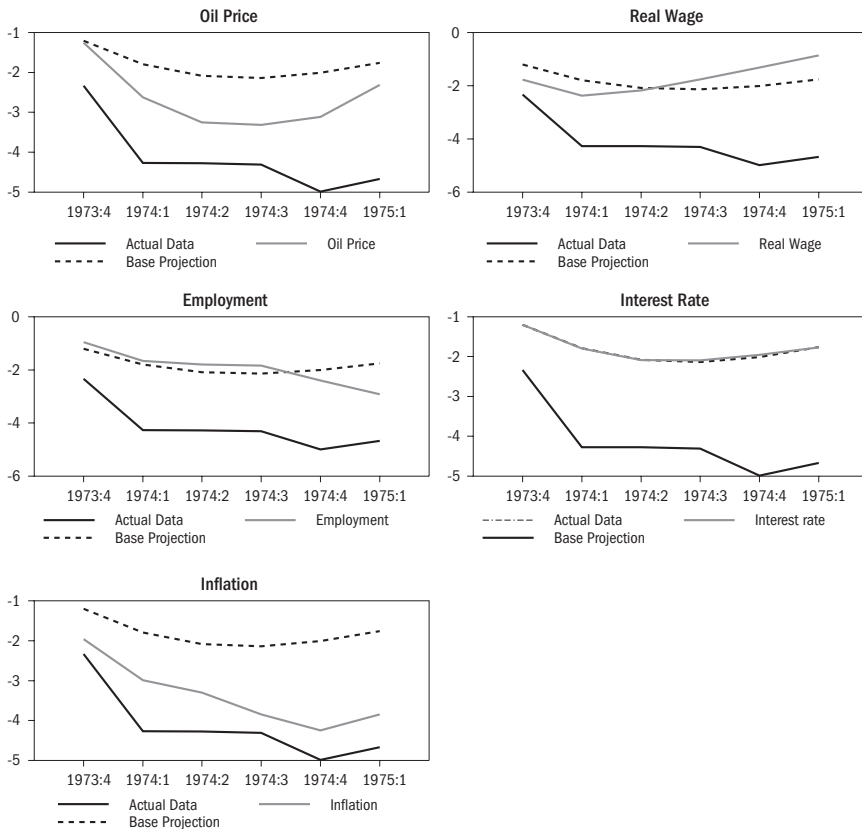 Oil Price
-1
-2
-3
-4
-5
1973:4 1974:1 1974:2 1974:3 1974:4 1975:1
Actual Data Oil Price
Base Projection
Real Wage
0
-2
-4
-6
1973:4 1974:1 1974:2 1974:3 1974:4 1975:1
Actual Data Real Wage
Base Projection
Employment
0
-2
-4
-6
1973:4 1974:1 1974:2 1974:3 1974:4 1975:1
Actual Data Employment
Base Projection
Interest Rate
-1
-2
-3
-4
-5
1973:4 1974:1 1974:2 1974:3 1974:4 1975:1
Actual Data Interest rate
Base Projection
Inflation
-1
-2
-3
-4
-5
1973:4 1974:1 1974:2 1974:3 1974:4 1975:1
Actual Data Inflation
Base Projection